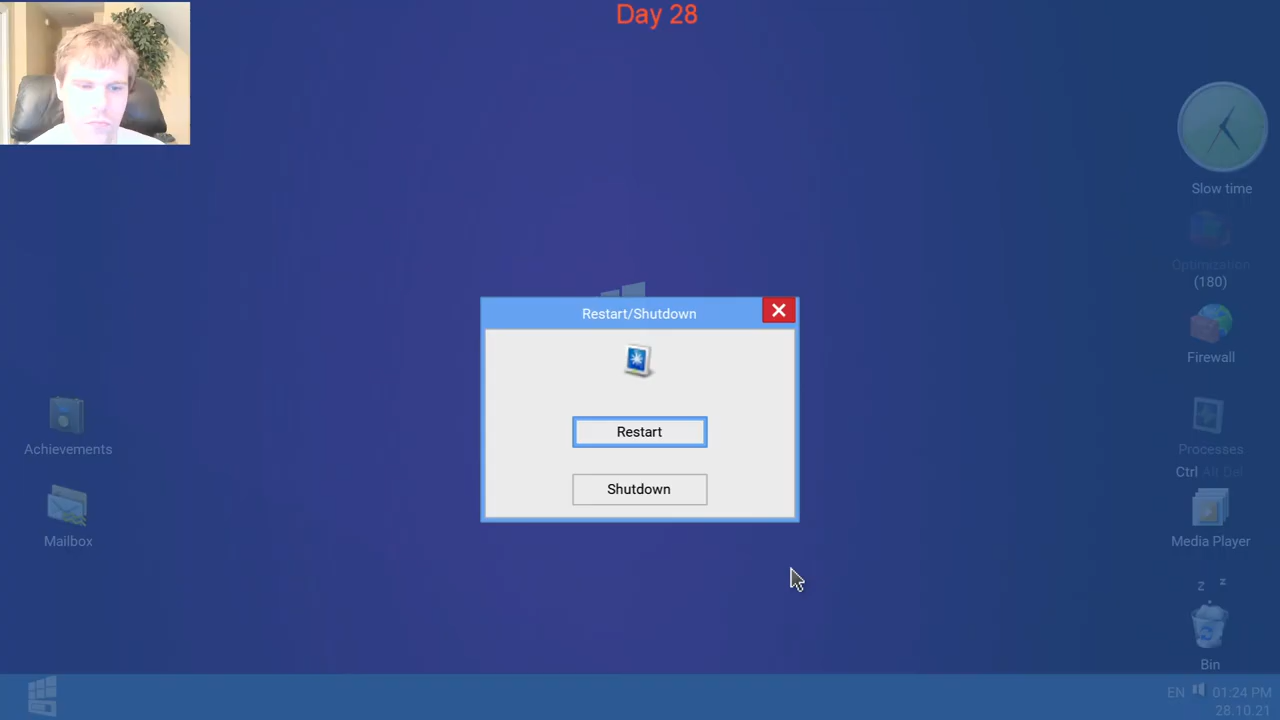 Day 28
Slow time
Optimization
(180)
Restart/Shutdown
Firewall
Restart
Achievements
Processes
Ctrl Alt Del
Shutdown
Mailbox
Media Player
z z
Bin
EN 01:24 PM
28.10.21